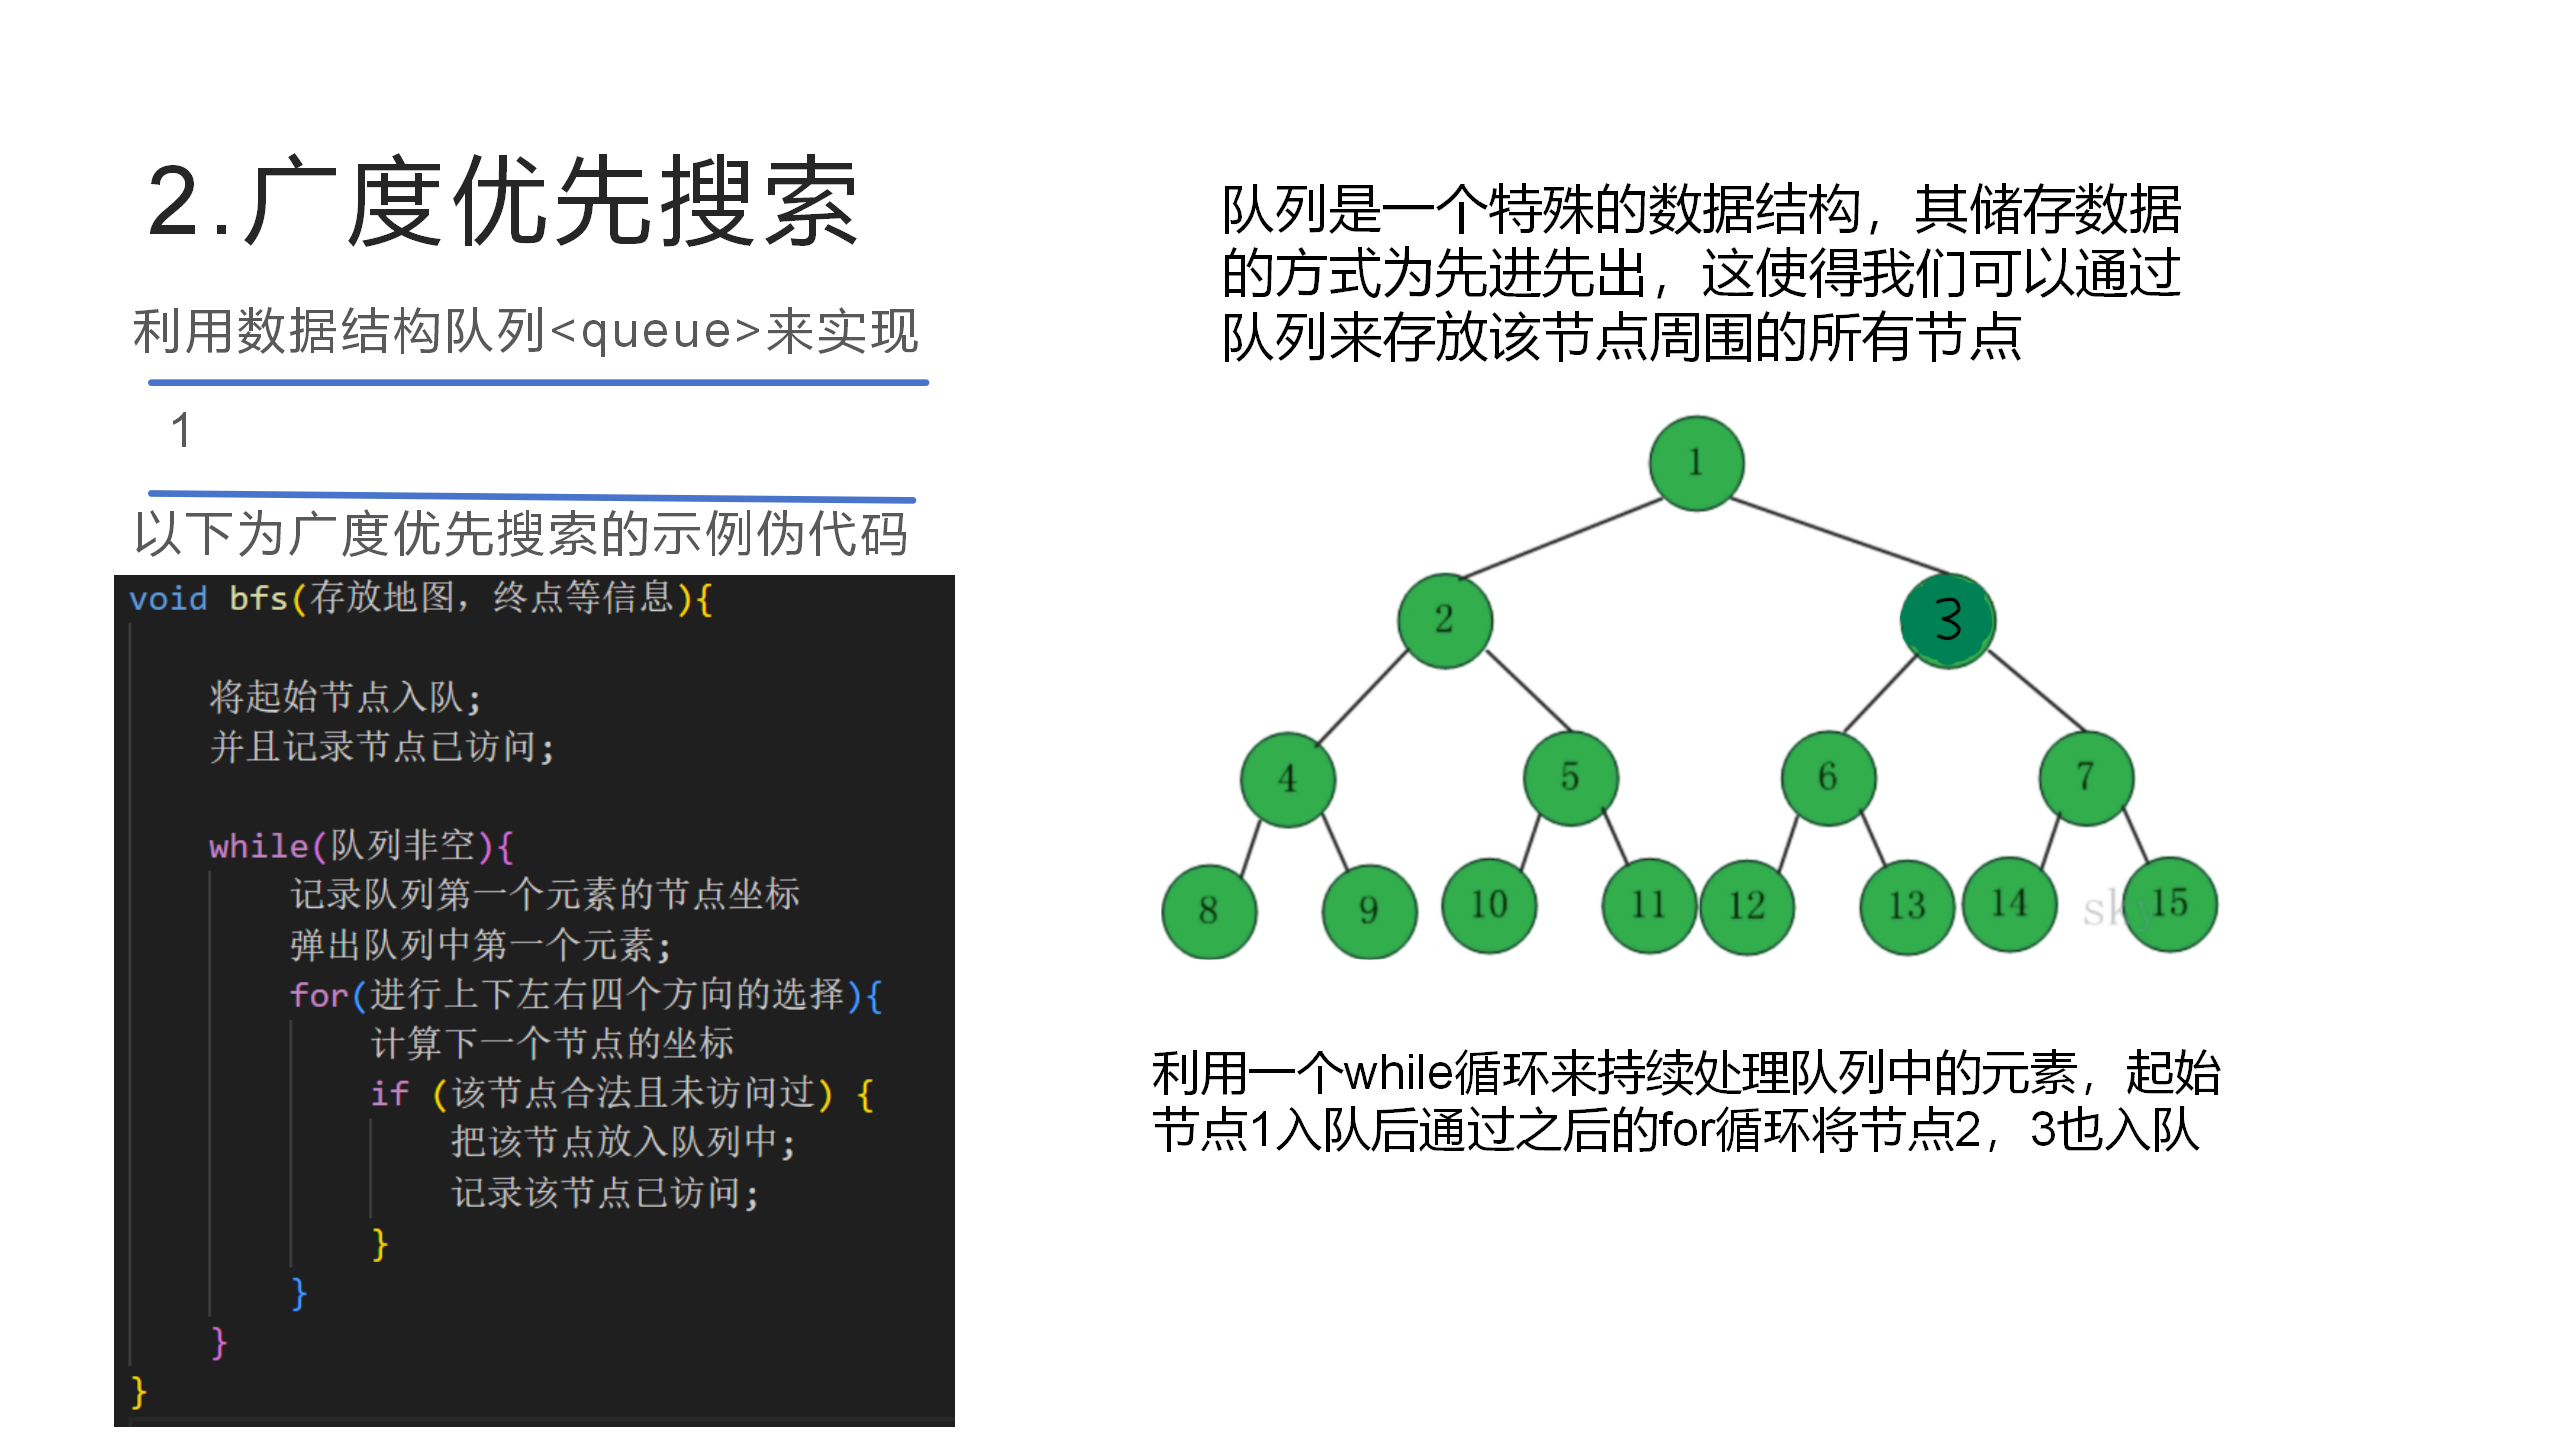 2.广度优先搜索
利用数据结构队列<queue>来实现
1
以下为广度优先搜索的示例伪代码
void bfs(存放地图，终点等信息){
将起始节点入队;
并且记录节点已访问;
while(队列非空){
记录队列第一个元素的节点坐标
弹出队列中第一个元素;
for(进行上下左右四个方向的选择){
计算下一个节点的坐标
if (该节点合法且未访问过) {
把该节点放入队列中;
记录该节点已访问;
}
}
}
}
队列是一个特殊的数据结构，其储存数据
的方式为先进先出，这使得我们可以通过
队列来存放该节点周围的所有节点
1
2 3
4 5 6 7
8 9 10 11 12 13 14 sky 15
利用一个while循环来持续处理队列中的元素，起始
节点1入队后通过之后的for循环将节点2，3也入队